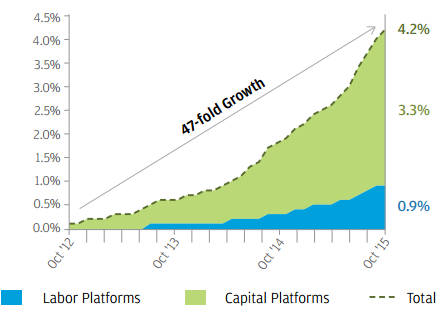 4.5%
4.0%
3.5%
3.0%
2.5%
2.0%
1.5%
1.0%
0.5%
0.0%
47-fold Growth
4.2%
3.3%
0.9%
Oct '12
Oct '13
Oct '14
Oct '15
Labor Platforms
Capital Platforms
Total